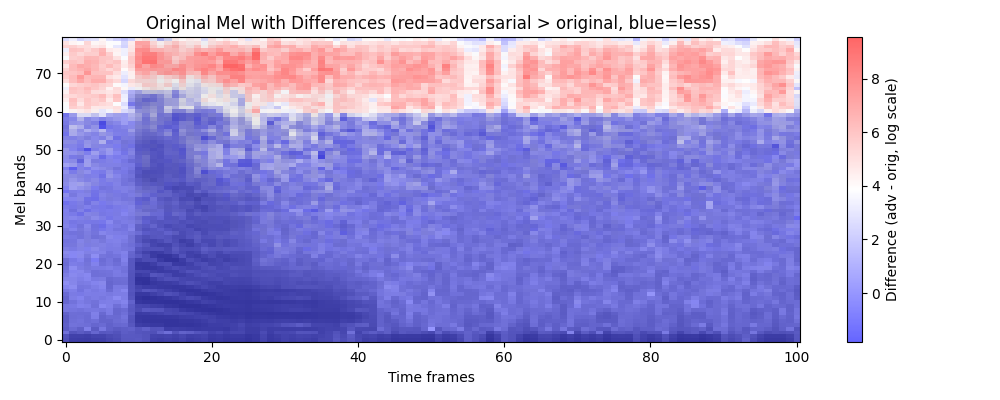 Original Mel with Differences (red=adversarial > original, blue=less)
Mel bands
70
60
50
40
30
20
10
0
0 20 40 60 80 100
Time frames
8
6
4
2
0
Difference (adv - orig, log scale)